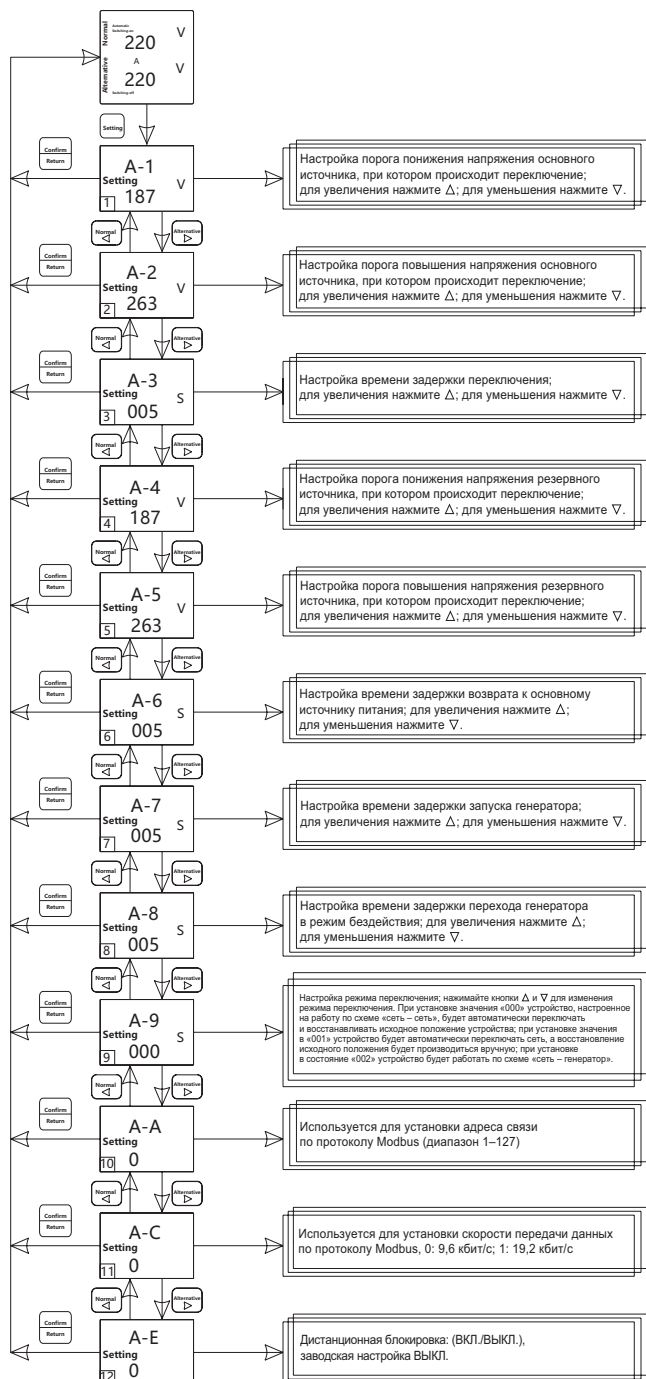 Normal
Automatic
Switching-on
220 V
A
Alternative
220 V
Switching-off
Setting
Confirm
Return
A-1
Setting
1 187 V
Настройка порога понижения напряжения основного
источника, при котором происходит переключение;
для увеличения нажмите △; для уменьшения нажмите ▽.
Normal ◁
Alternative ▷
Confirm
Return
A-2
Setting
2 263 V
Настройка порога повышения напряжения основного
источника, при котором происходит переключение;
для увеличения нажмите △; для уменьшения нажмите ▽.
Normal ◁
Alternative ▷
Confirm
Return
A-3
Setting
3 005 S
Настройка времени задержки переключения;
для увеличения нажмите △; для уменьшения нажмите ▽.
Normal ◁
Alternative ▷
Confirm
Return
A-4
Setting
4 187 V
Настройка порога понижения напряжения резервного
источника, при котором происходит переключение;
для увеличения нажмите △; для уменьшения нажмите ▽.
Normal ◁
Alternative ▷
Confirm
Return
A-5
Setting
5 263 V
Настройка порога повышения напряжения резервного
источника, при котором происходит переключение;
для увеличения нажмите △; для уменьшения нажмите ▽.
Normal ◁
Alternative ▷
Confirm
Return
A-6
Setting
6 005 S
Настройка времени задержки возврата к основному
источнику питания; для увеличения нажмите △;
для уменьшения нажмите ▽.
Normal ◁
Alternative ▷
Confirm
Return
A-7
Setting
7 005 S
Настройка времени задержки запуска генератора;
для увеличения нажмите △; для уменьшения нажмите ▽.
Normal ◁
Alternative ▷
Confirm
Return
A-8
Setting
8 005 S
Настройка времени задержки перехода генератора
в режим бездействия; для увеличения нажмите △;
для уменьшения нажмите ▽.
Normal ◁
Alternative ▷
Confirm
Return
A-9
Setting
9 000 S
Настройка режима переключения; нажимайте кнопки △ и ▽ для изменения
режима переключения. При установке значения «000» устройство, настроенное
на работу по схеме «сеть – сеть», будет автоматически переключать
и восстанавливать исходное положение устройства; при установке значения
в «001» устройство будет автоматически переключать сеть, а восстановление
исходного положения будет производиться вручную; при установке
в состояние «002» устройство будет работать по схеме «сеть – генератор».
Normal ◁
Alternative ▷
Confirm
Return
A-A
Setting
10 0
Используется для установки адреса связи
по протоколу Modbus (диапазон 1–127)
Normal ◁
Alternative ▷
Confirm
Return
A-C
Setting
11 0
Используется для установки скорости передачи данных
по протоколу Modbus, 0: 9,6 кбит/с; 1: 19,2 кбит/с
Normal ◁
Alternative ▷
Confirm
Return
A-E
Setting
12 0
Дистанционная блокировка: (ВКЛ./ВЫКЛ.),
заводская настройка ВЫКЛ.